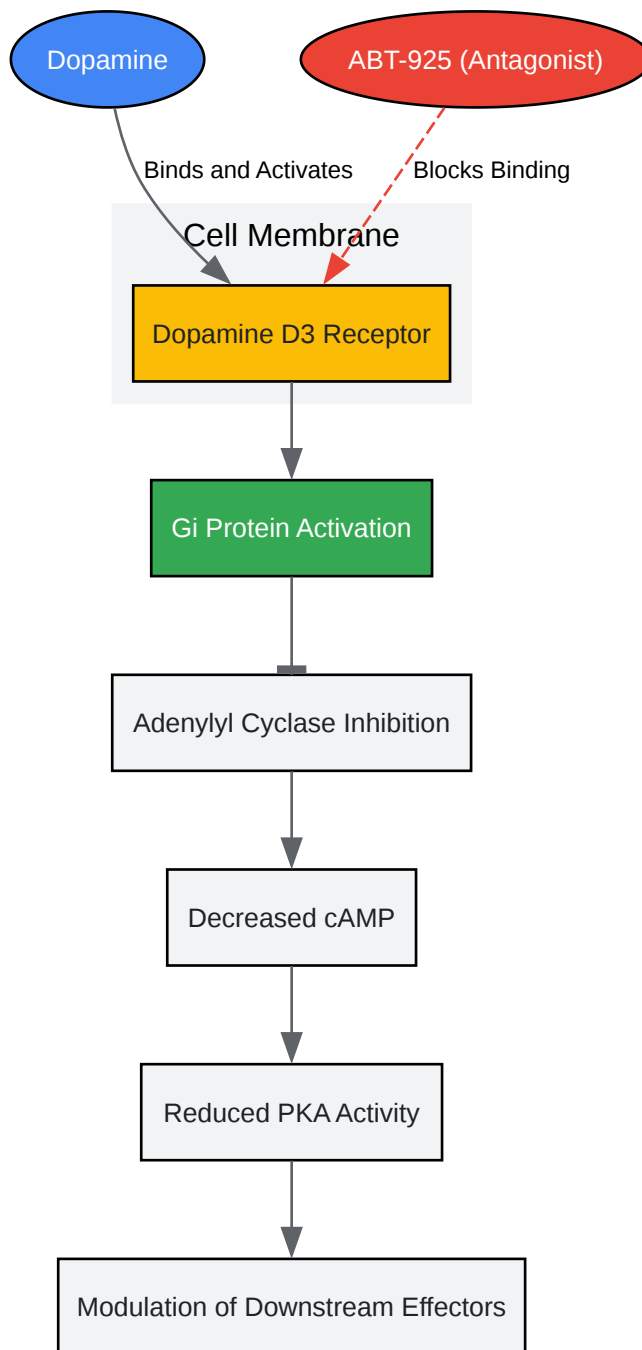 Dopamine
ABT-925 (Antagonist)
Binds and Activates
Blocks Binding
Cell Membrane
Dopamine D3 Receptor
Gi Protein Activation
Adenylyl Cyclase Inhibition
Decreased cAMP
Reduced PKA Activity
Modulation of Downstream Effectors